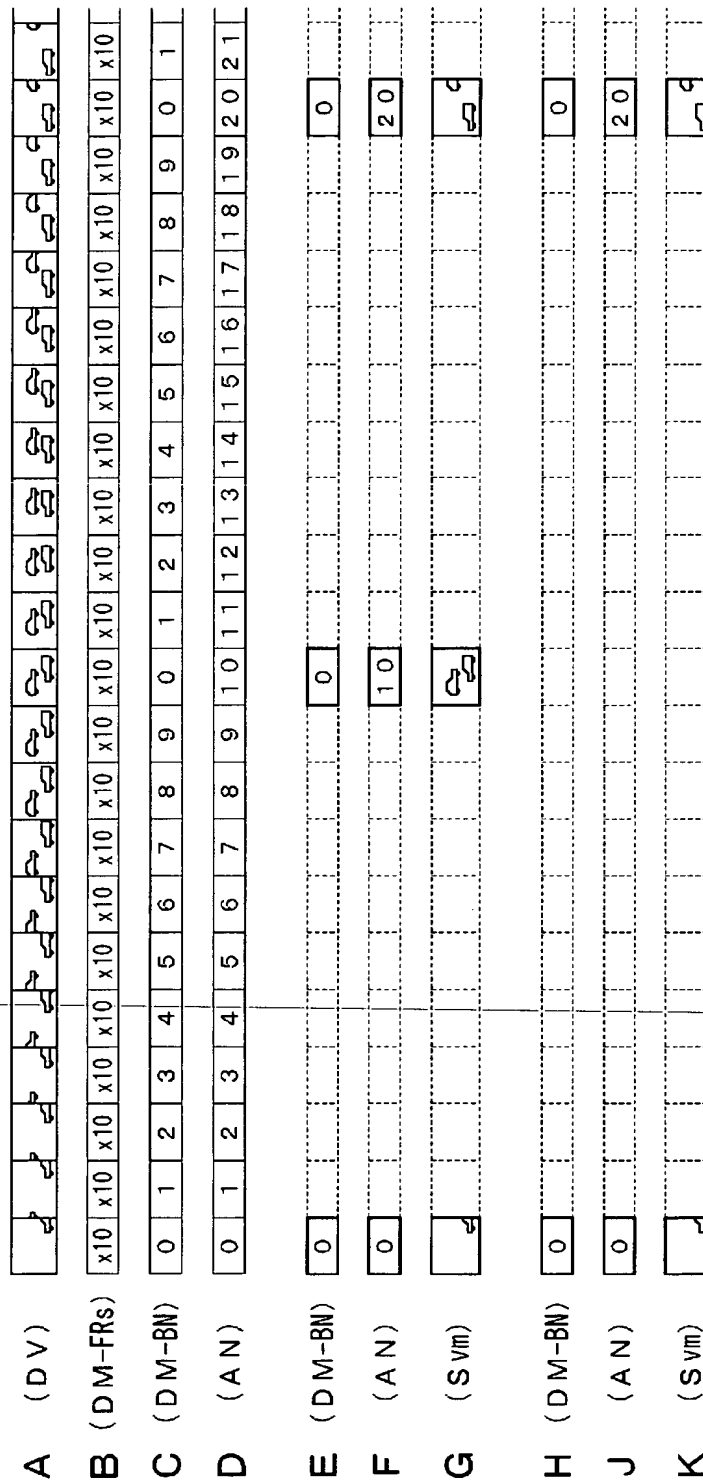 A (DV)
B (DM-FRs) x10 x10 x10 x10 x10 x10 x10 x10 x10 x10 x10 x10 x10 x10 x10 x10 x10 x10 x10 x10 x10 x10
C (DM-BN) 0 1 2 3 4 5 6 7 8 9 0 1 2 3 4 5 6 7 8 9 0 1
D (AN) 0 1 2 3 4 5 6 7 8 9 10 11 12 13 14 15 16 17 18 19 20 21
E (DM-BN) 0 0 0
F (AN) 0 10 20
G (Svm)
H (DM-BN) 0 0
J (AN) 0 20
K (Svm)